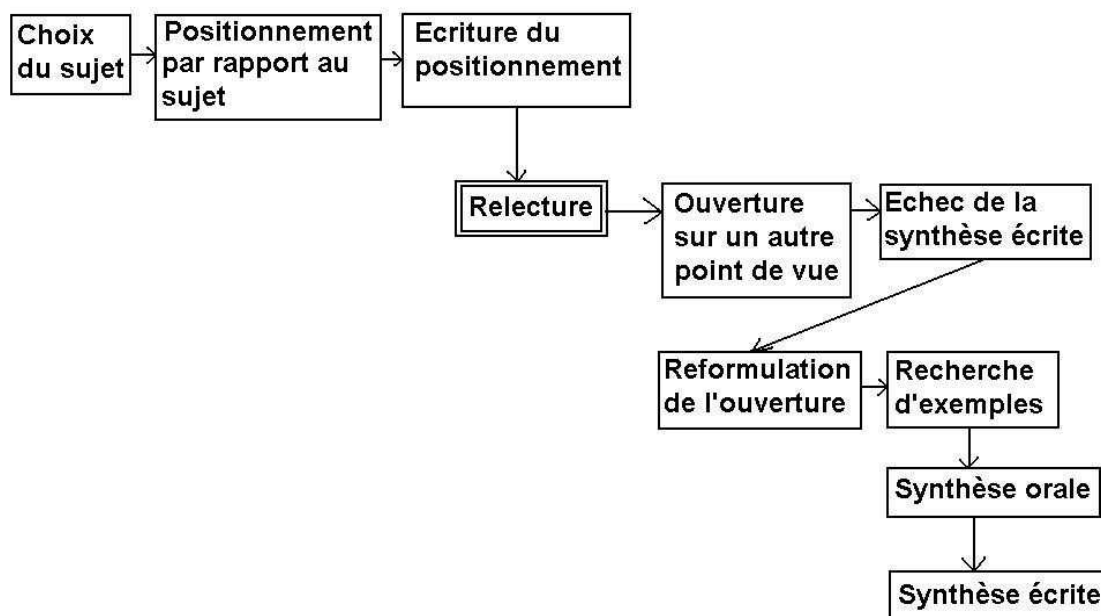 Choix
du sujet
Positionnement
par rapport au
sujet
Ecriture du
positionnement
Relecture
Ouverture
sur un autre
point de vue
Echec de la
synthèse écrite
Reformulation
de l'ouverture
Recherche
d'exemples
Synthèse orale
Synthèse écrite